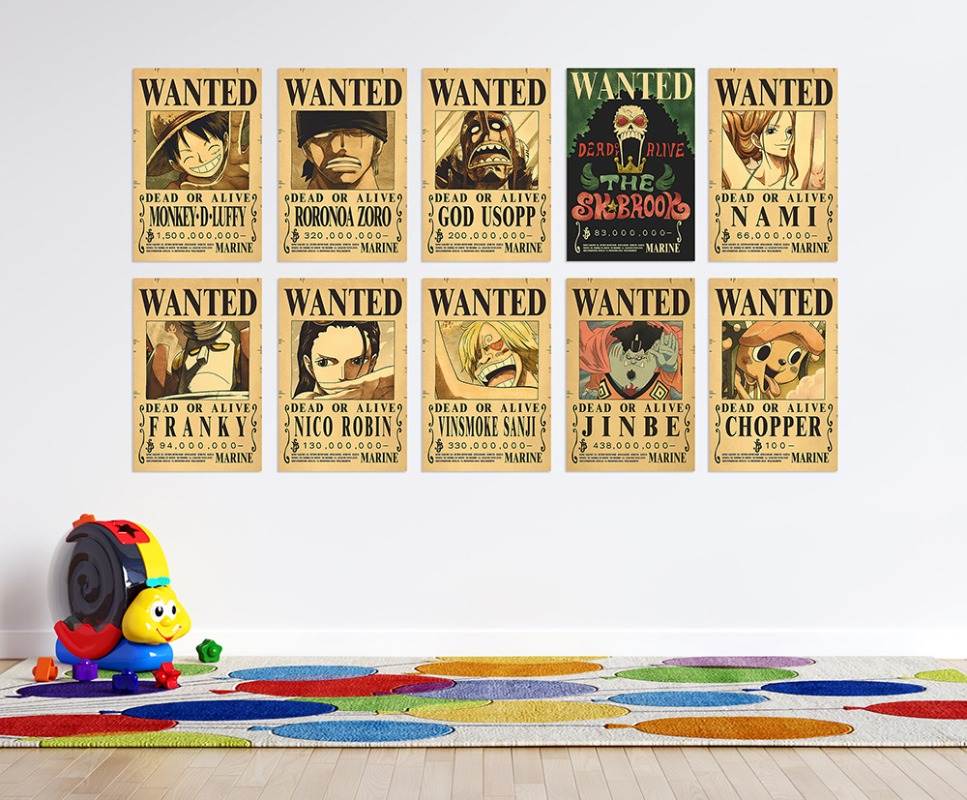 WANTED
DEAD OR ALIVE
MONKEY·D·LUFFY
1,500,000,000-
MARINE
WANTED
DEAD OR ALIVE
RORONOA ZORO
320,000,000-
MARINE
WANTED
DEAD OR ALIVE
GOD USOPP
200,000,000-
MARINE
WANTED
DEAD ALIVE
THE
SK★BROOK
83,000,000-
MARINE
WANTED
DEAD OR ALIVE
NAMI
66,000,000-
MARINE
WANTED
DEAD OR ALIVE
FRANKY
94,000,000-
MARINE
WANTED
DEAD OR ALIVE
NICO ROBIN
130,000,000-
MARINE
WANTED
DEAD OR ALIVE
VINSMOKE SANJI
330,000,000-
MARINE
WANTED
DEAD OR ALIVE
JINBE
438,000,000-
MARINE
WANTED
DEAD OR ALIVE
CHOPPER
100-
MARINE